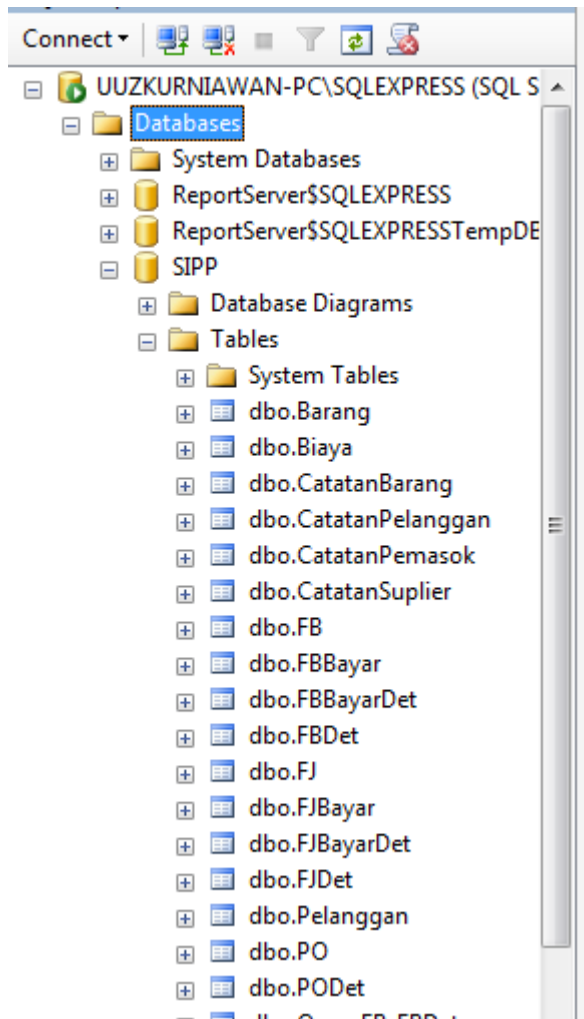 Connect
UUZKURNIAWAN-PC\SQLEXPRESS (SQL S
Databases
System Databases
ReportServer$SQLEXPRESS
ReportServer$SQLEXPRESSTempDE
SIPP
Database Diagrams
Tables
System Tables
dbo.Barang
dbo.Biaya
dbo.CatatanBarang
dbo.CatatanPelanggan
dbo.CatatanPemasok
dbo.CatatanSuplier
dbo.FB
dbo.FBBayar
dbo.FBBayarDet
dbo.FBDet
dbo.FJ
dbo.FJBayar
dbo.FJBayarDet
dbo.FJDet
dbo.Pelanggan
dbo.PO
dbo.PODet